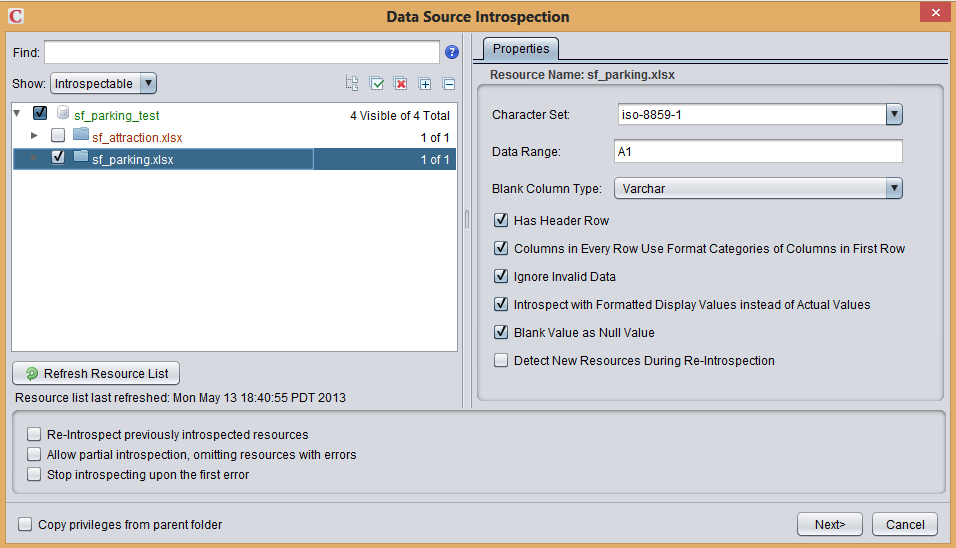 Data Source Introspection
Find:
Show: Introspectable
sf_parking_test 4 Visible of 4 Total
sf_attraction.xlsx 1 of 1
sf_parking.xlsx 1 of 1
Refresh Resource List
Resource list last refreshed: Mon May 13 18:40:55 PDT 2013
Properties
Resource Name: sf_parking.xlsx
Character Set: iso-8859-1
Data Range: A1
Blank Column Type: Varchar
Has Header Row
Columns in Every Row Use Format Categories of Columns in First Row
Ignore Invalid Data
Introspect with Formatted Display Values instead of Actual Values
Blank Value as Null Value
Detect New Resources During Re-Introspection
Re-Introspect previously introspected resources
Allow partial introspection, omitting resources with errors
Stop introspecting upon the first error
Copy privileges from parent folder
Next> Cancel